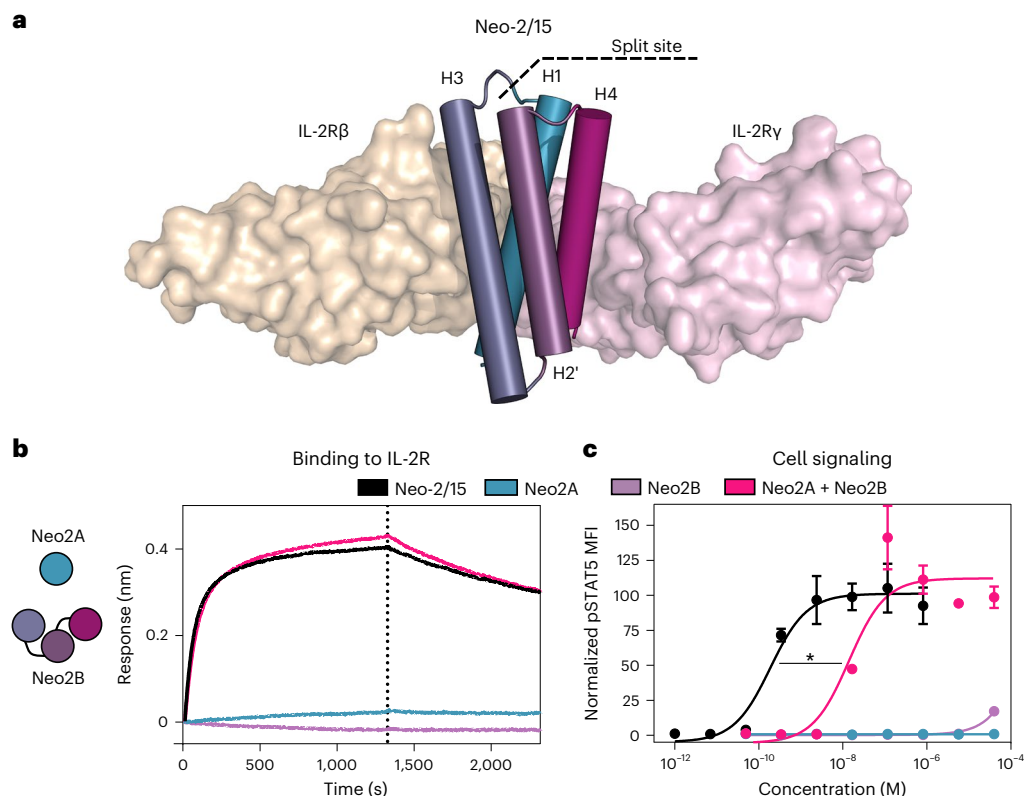 a
Neo-2/15
Split site
H3
H1
H4
IL-2Rβ
IL-2Rγ
H2'
b
Binding to IL-2R
Neo-2/15
Neo2A
Neo2A
Neo2B
Response (nm)
0.4
0.2
0
0
500
1,000
1,500
2,000
Time (s)
c
Cell signaling
Neo2B
Neo2A + Neo2B
Normalized pSTAT5 MFI
150
125
100
75
50
25
0
*
10⁻¹²
10⁻¹⁰
10⁻⁸
10⁻⁶
10⁻⁴
Concentration (M)